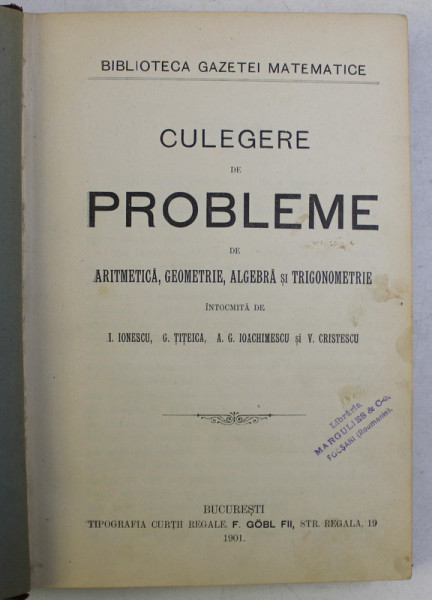 BIBLIOTECA GAZETEI MATEMATICE
CULEGERE
DE
PROBLEME
DE
ARITMETICĂ, GEOMETRIE, ALGEBRĂ și TRIGONOMETRIE
ÎNTOCMITĂ DE
I. IONESCU, G. ȚIȚEICA, A. G. IOACHIMESCU și V. CRISTESCU
Librăria
MARGULIES & Co.
FOCȘANI (Roumanie).
BUCUREȘTI
TIPOGRAFIA CURȚII REGALE, F. GÖBL FII, STR. REGALA, 19
1901.